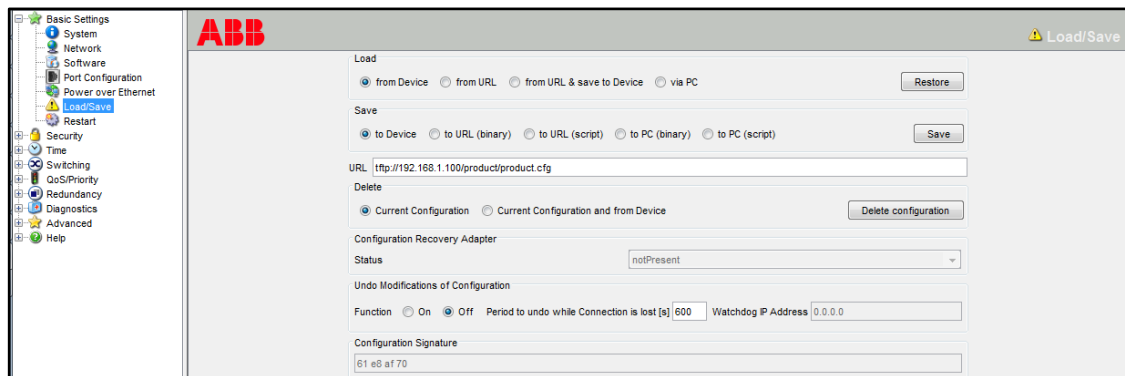 Basic Settings
System
Network
Software
Port Configuration
Power over Ethernet
Load/Save
Restart
Security
Time
Switching
QoS/Priority
Redundancy
Diagnostics
Advanced
Help
ABB
Load/Save
Load
from Device from URL from URL & save to Device via PC Restore
Save
to Device to URL (binary) to URL (script) to PC (binary) to PC (script) Save
URL tftp://192.168.1.100/product/product.cfg
Delete
Current Configuration Current Configuration and from Device Delete configuration
Configuration Recovery Adapter
Status notPresent
Undo Modifications of Configuration
Function On Off Period to undo while Connection is lost [s] 600 Watchdog IP Address 0.0.0.0
Configuration Signature
61 e8 af 70